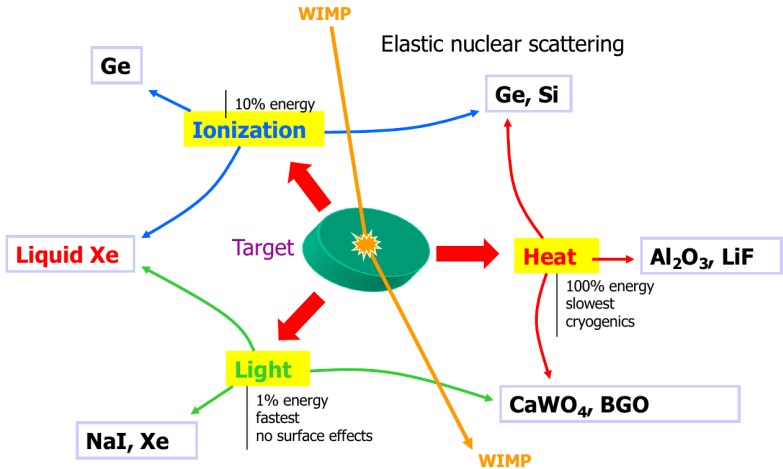 WIMP
Elastic nuclear scattering
Ge
10% energy
Ionization
Ge, Si
Target
Liquid Xe
Heat
Al₂O₃, LiF
100% energy
slowest
cryogenics
Light
1% energy
fastest
no surface effects
CaWO₄, BGO
NaI, Xe
WIMP